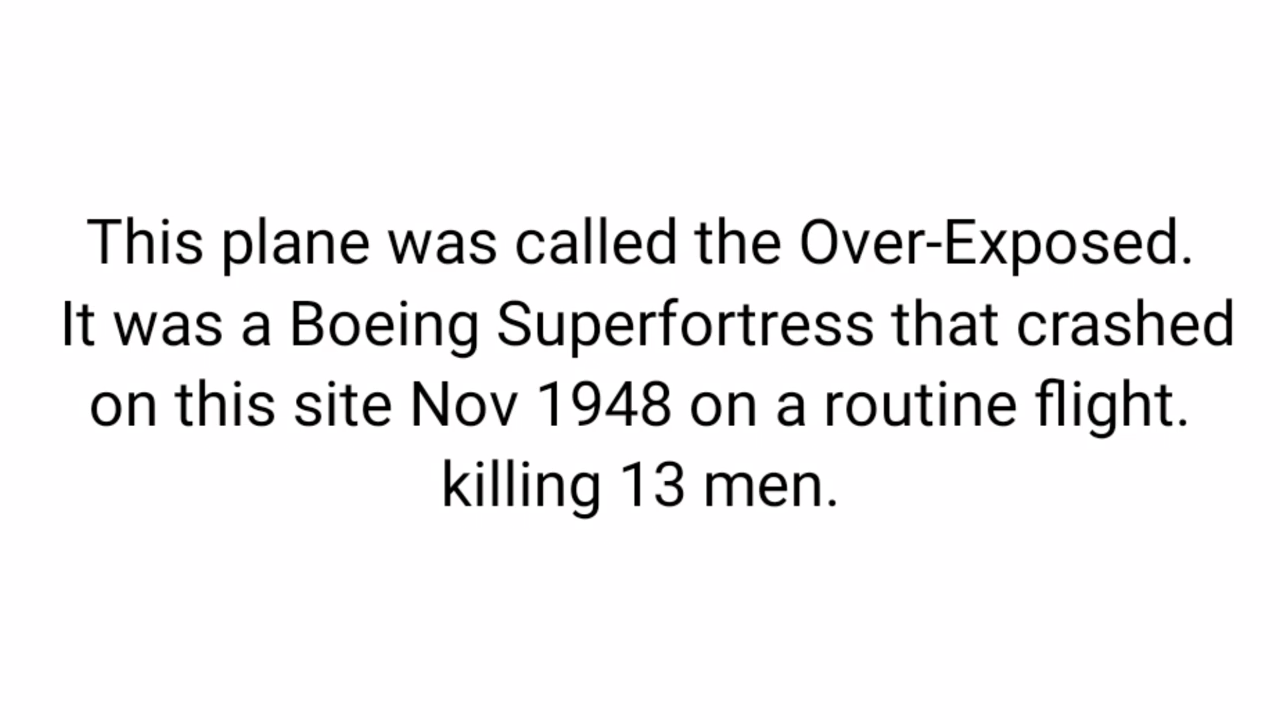 This plane was called the Over-Exposed.
It was a Boeing Superfortress that crashed
on this site Nov 1948 on a routine flight.
killing 13 men.